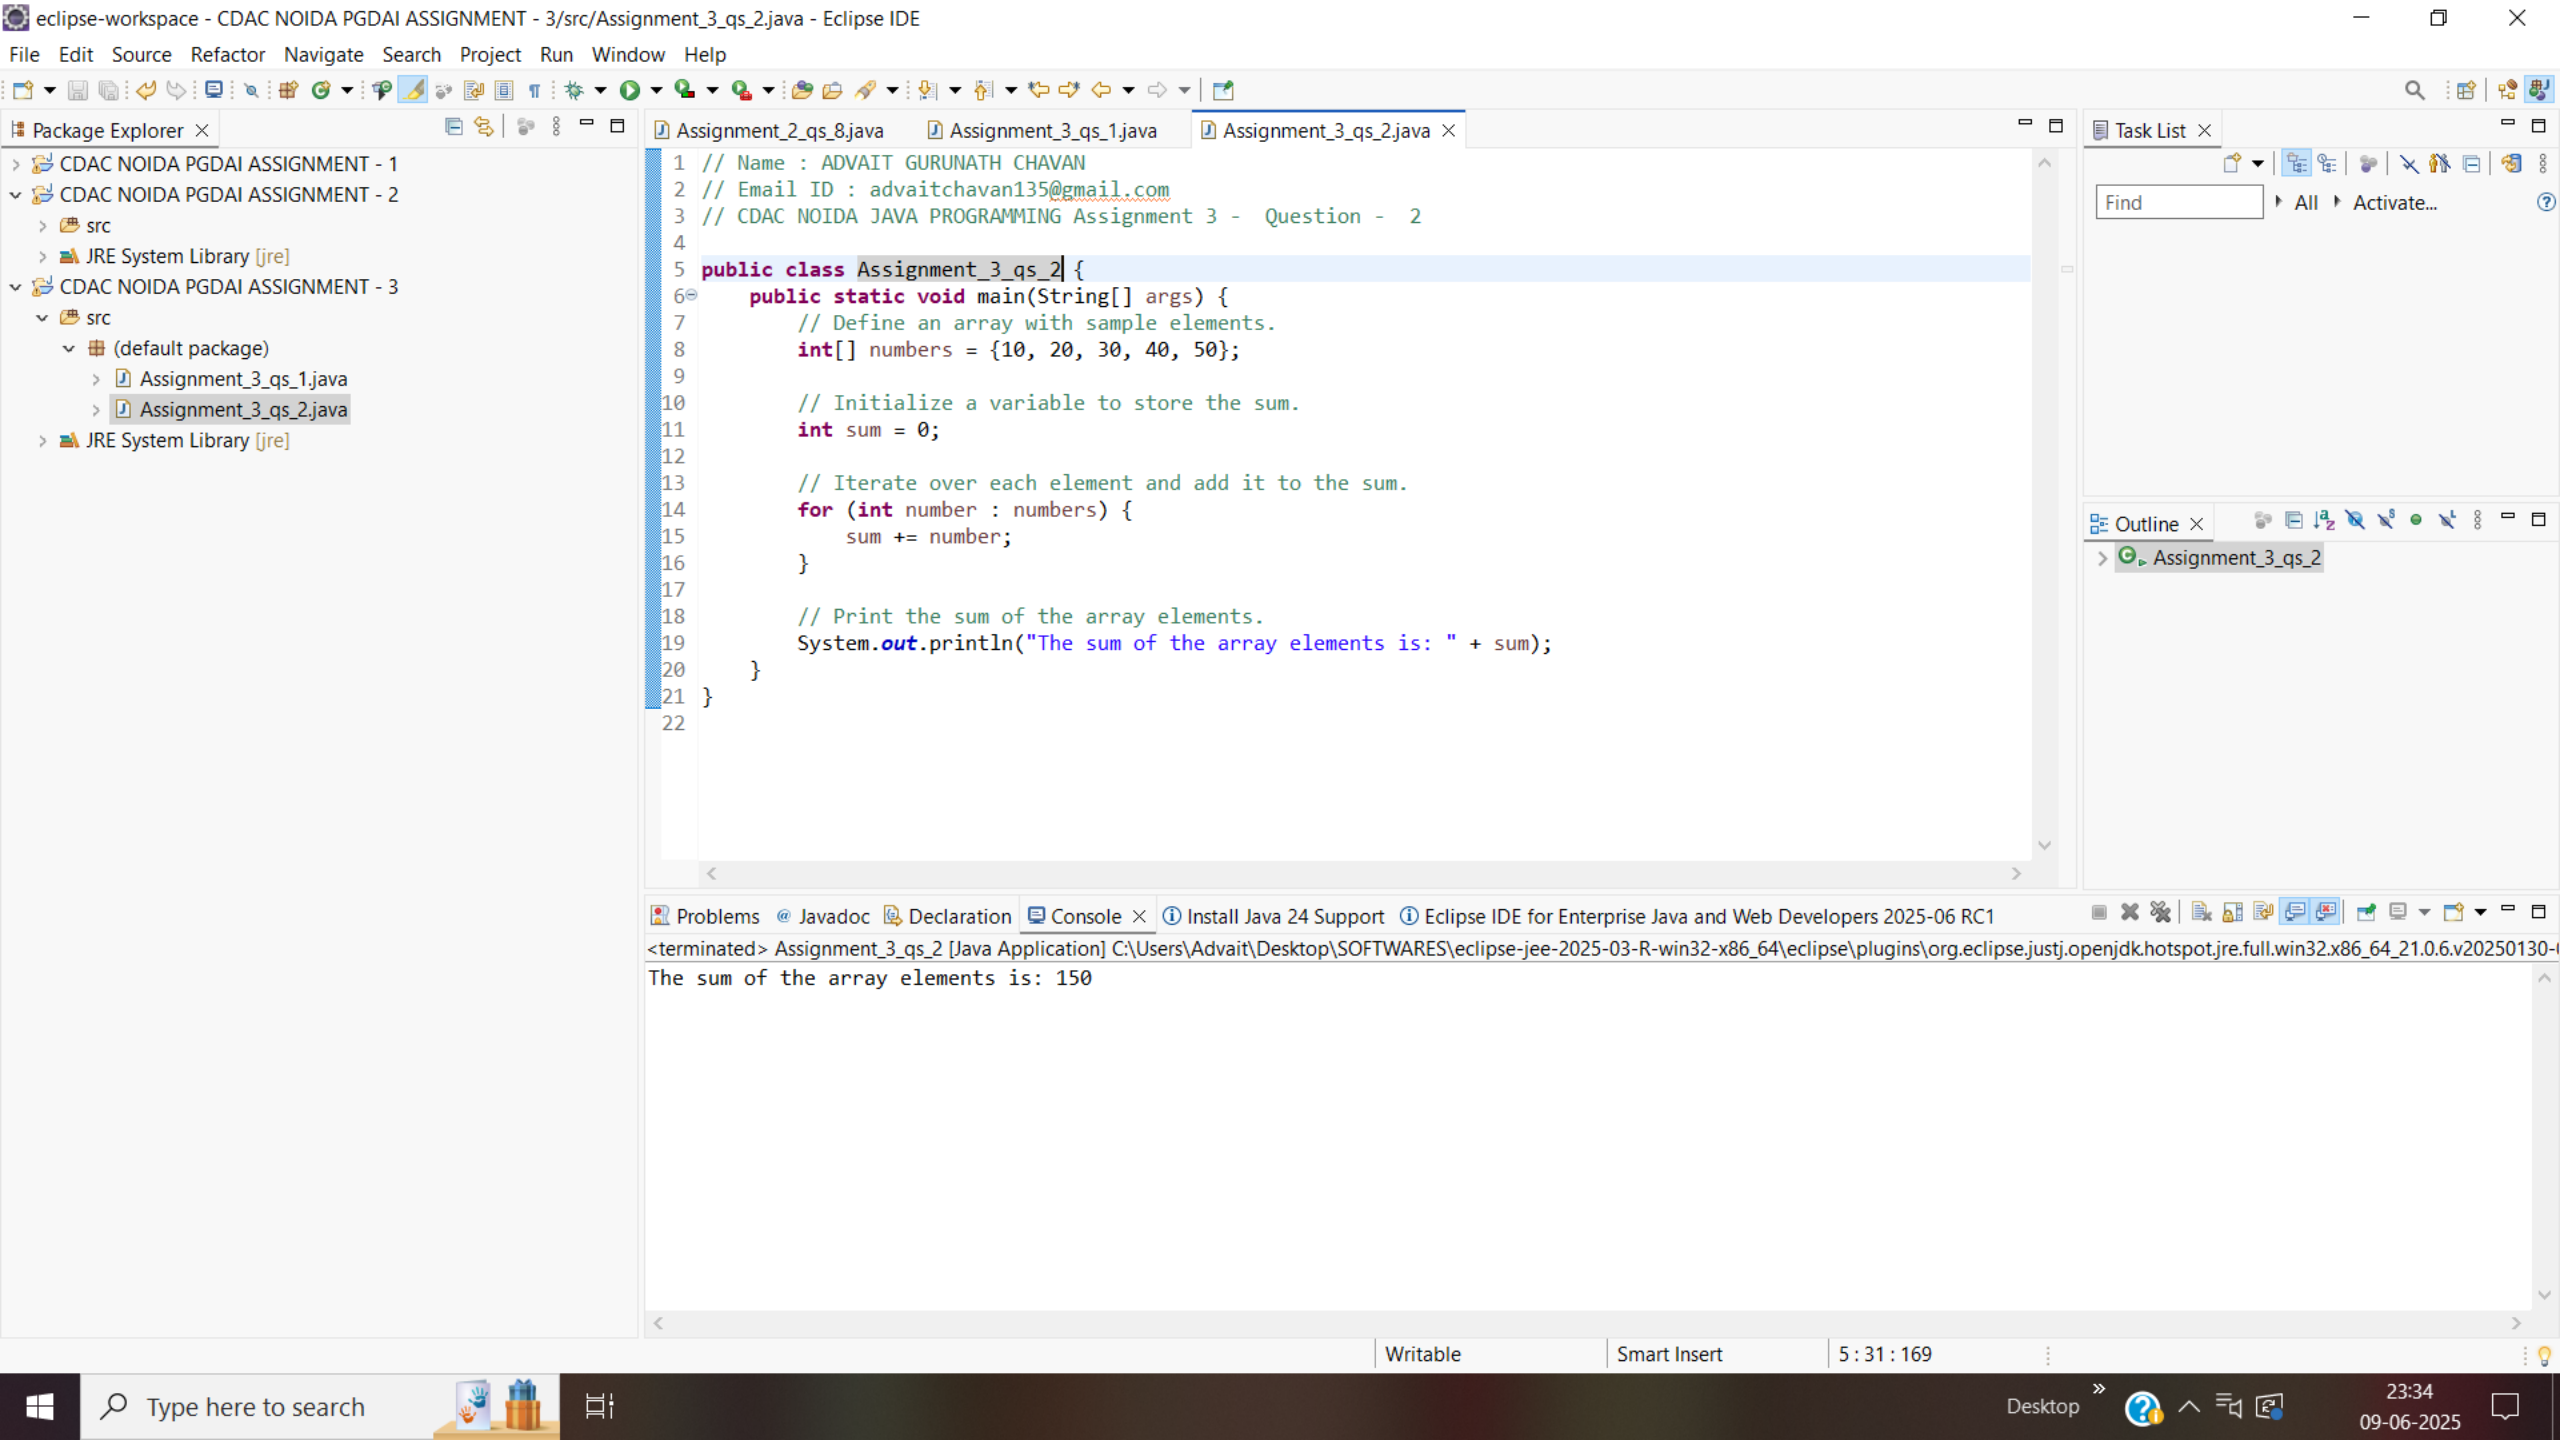 eclipse-workspace - CDAC NOIDA PGDAI ASSIGNMENT - 3/src/Assignment_3_qs_2.java - Eclipse IDE
File Edit Source Refactor Navigate Search Project Run Window Help
Package Explorer
CDAC NOIDA PGDAI ASSIGNMENT - 1
CDAC NOIDA PGDAI ASSIGNMENT - 2
src
JRE System Library [jre]
CDAC NOIDA PGDAI ASSIGNMENT - 3
src
(default package)
Assignment_3_qs_1.java
Assignment_3_qs_2.java
JRE System Library [jre]
Assignment_2_qs_8.java Assignment_3_qs_1.java Assignment_3_qs_2.java
1 // Name : ADVAIT GURUNATH CHAVAN
2 // Email ID : advaitchavan135@gmail.com
3 // CDAC NOIDA JAVA PROGRAMMING Assignment 3 -  Question -  2
4
5 public class Assignment_3_qs_2 {
6     public static void main(String[] args) {
7         // Define an array with sample elements.
8         int[] numbers = {10, 20, 30, 40, 50};
9
10         // Initialize a variable to store the sum.
11         int sum = 0;
12
13         // Iterate over each element and add it to the sum.
14         for (int number : numbers) {
15             sum += number;
16         }
17
18         // Print the sum of the array elements.
19         System.out.println("The sum of the array elements is: " + sum);
20     }
21 }
22
Task List
Find All Activate...
Outline
Assignment_3_qs_2
Problems Javadoc Declaration Console Install Java 24 Support Eclipse IDE for Enterprise Java and Web Developers 2025-06 RC1
<terminated> Assignment_3_qs_2 [Java Application] C:\Users\Advait\Desktop\SOFTWARES\eclipse-jee-2025-03-R-win32-x86_64\eclipse\plugins\org.eclipse.justj.openjdk.hotspot.jre.full.win32.x86_64_21.0.6.v20250130-
The sum of the array elements is: 150
Writable Smart Insert 5 : 31 : 169
Type here to search
Desktop
23:34
09-06-2025